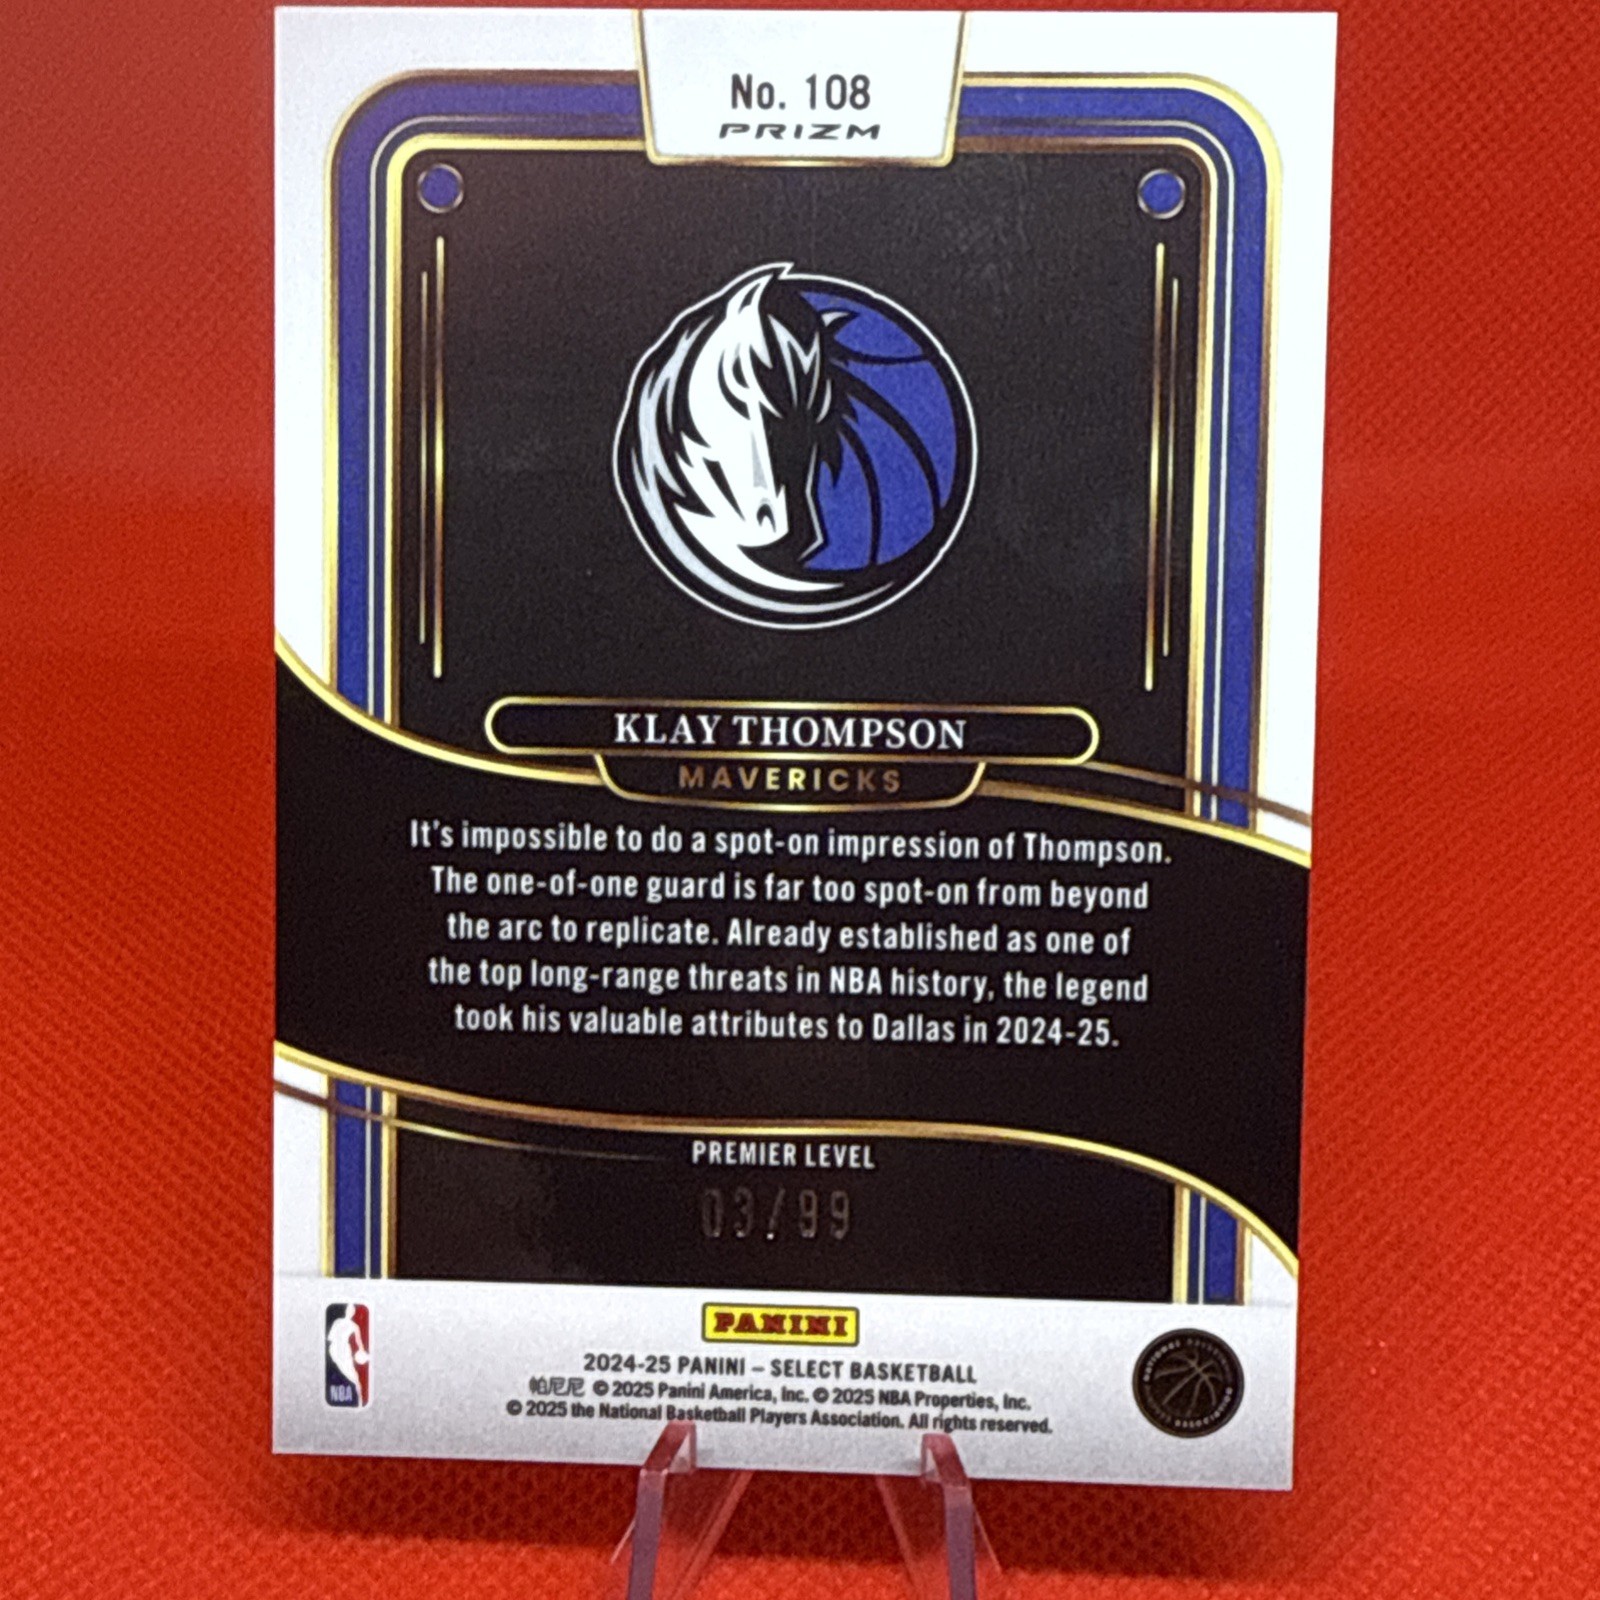 No. 108
PRIZM
KLAY THOMPSON
MAVERICKS
It's impossible to do a spot-on impression of Thompson.
The one-of-one guard is far too spot-on from beyond
the arc to replicate. Already established as one of
the top long-range threats in NBA history, the legend
took his valuable attributes to Dallas in 2024-25.
PREMIER LEVEL
03/99
PANINI
NBA
2024-25 PANINI – SELECT BASKETBALL
帕尼尼 © 2025 Panini America, Inc. © 2025 NBA Properties, Inc.
© 2025 the National Basketball Players Association. All rights reserved.
NATIONAL BASKETBALL PLAYERS ASSOCIATION